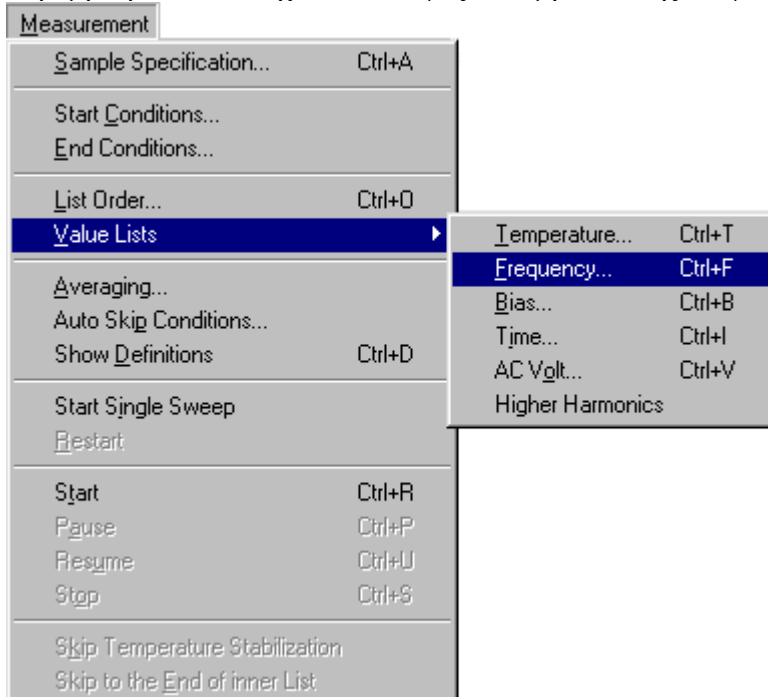 Measurement
Sample Specification... Ctrl+A
Start Conditions...
End Conditions...
List Order... Ctrl+O
Value Lists
Averaging...
Auto Skip Conditions...
Show Definitions Ctrl+D
Start Single Sweep
Restart
Start Ctrl+R
Pause Ctrl+P
Resume Ctrl+U
Stop Ctrl+S
Skip Temperature Stabilization
Skip to the End of inner List
Temperature... Ctrl+T
Frequency... Ctrl+F
Bias... Ctrl+B
Time... Ctrl+I
AC Volt... Ctrl+V
Higher Harmonics